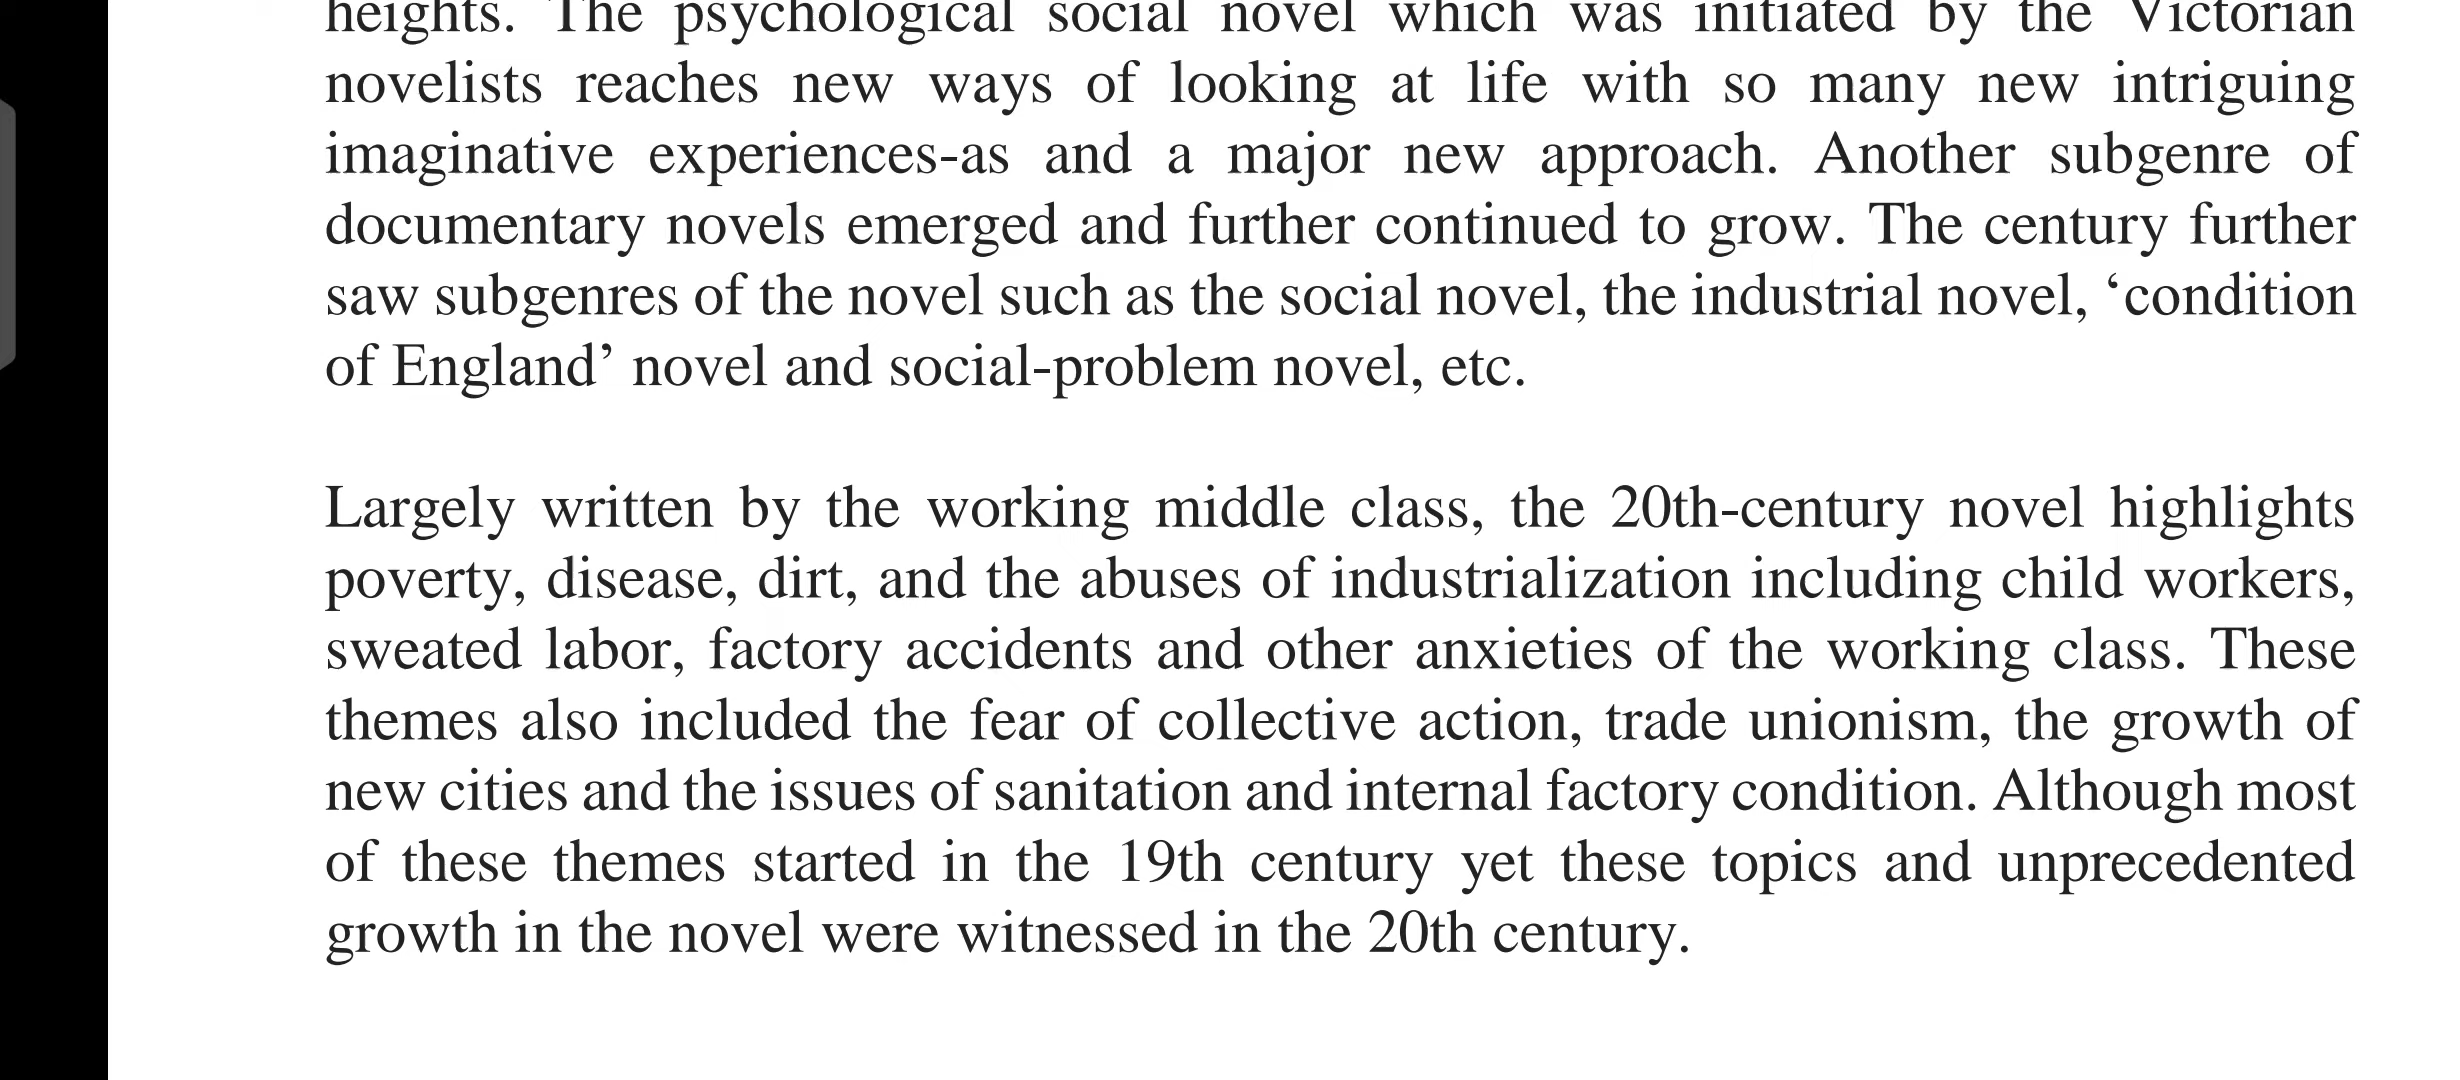 heights. The psychological social novel which was initiated by the Victorian
novelists reaches new ways of looking at life with so many new intriguing
imaginative experiences-as and a major new approach. Another subgenre of
documentary novels emerged and further continued to grow. The century further
saw subgenres of the novel such as the social novel, the industrial novel, ‘condition
of England’ novel and social-problem novel, etc.
Largely written by the working middle class, the 20th-century novel highlights
poverty, disease, dirt, and the abuses of industrialization including child workers,
sweated labor, factory accidents and other anxieties of the working class. These
themes also included the fear of collective action, trade unionism, the growth of
new cities and the issues of sanitation and internal factory condition. Although most
of these themes started in the 19th century yet these topics and unprecedented
growth in the novel were witnessed in the 20th century.